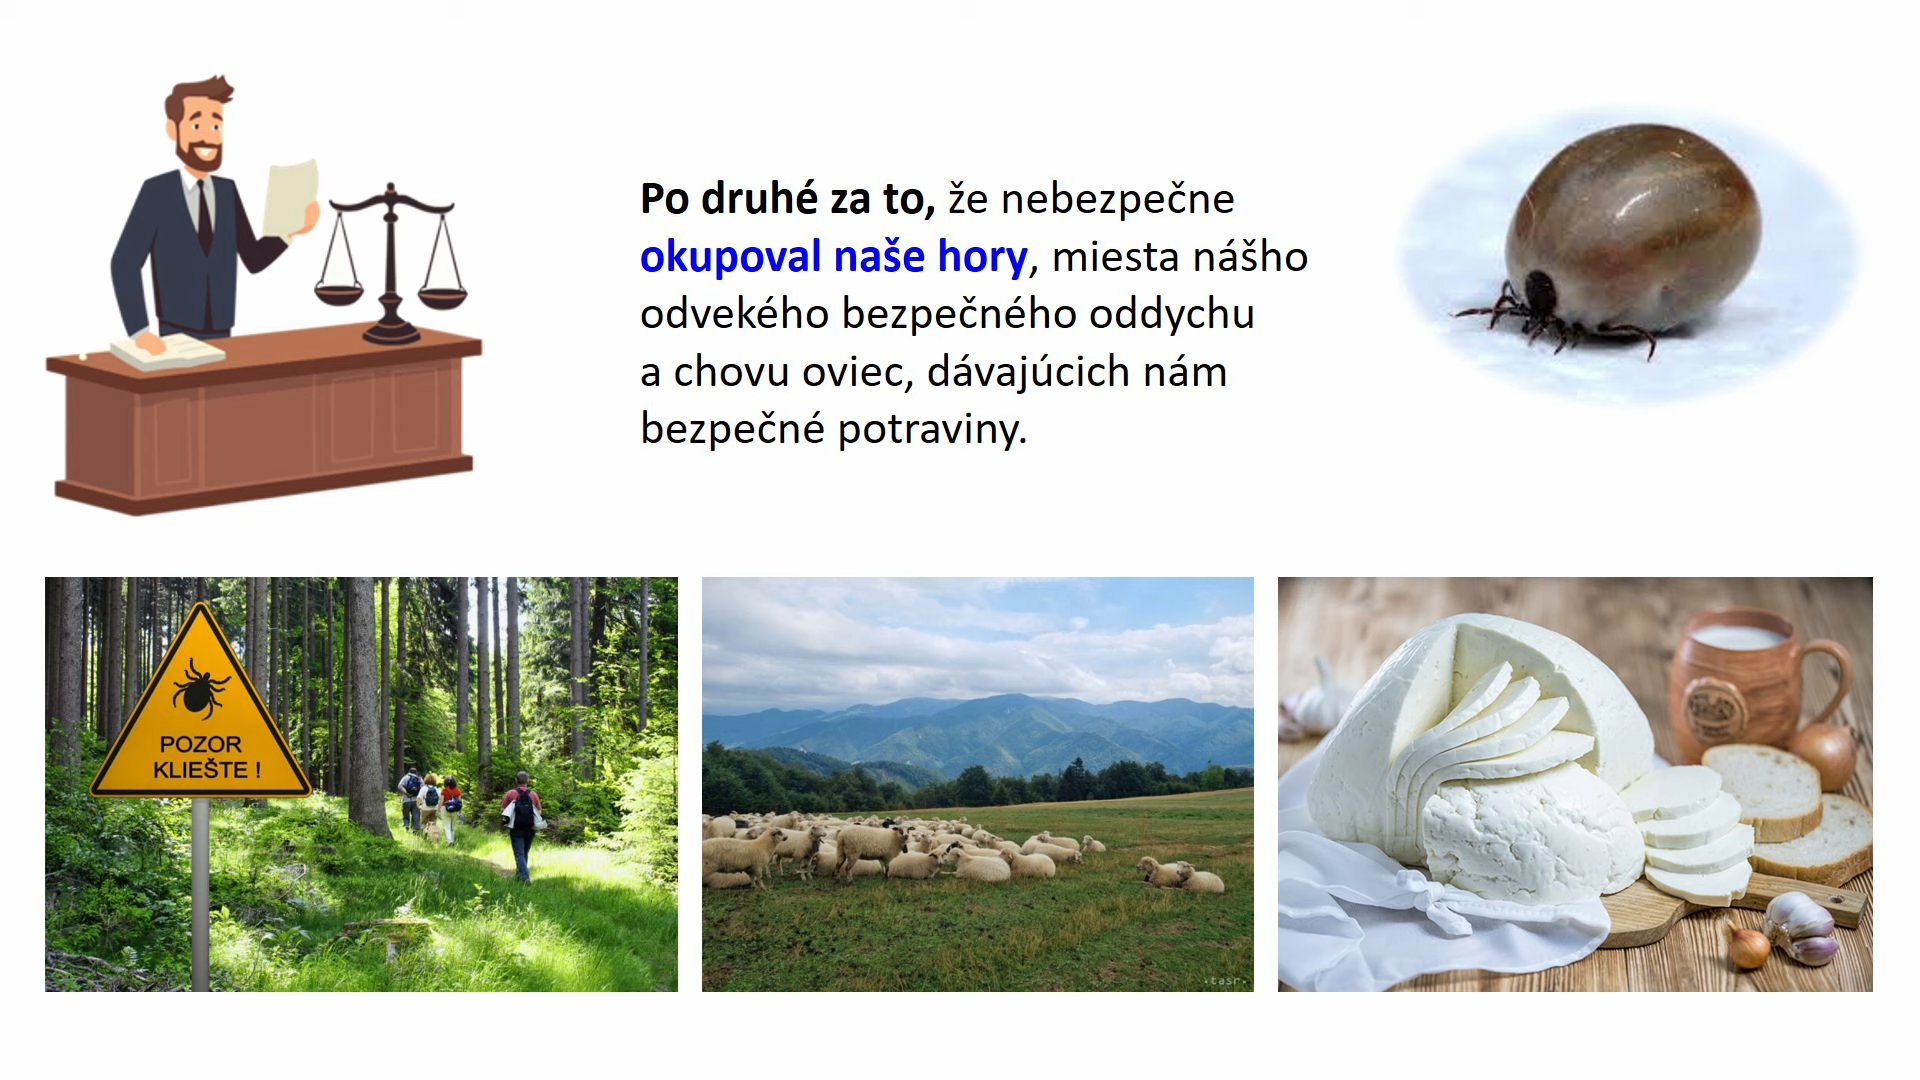 Po druhé za to, že nebezpečne
okupoval naše hory, miesta nášho
odvekého bezpečného oddychu
a chovu oviec, dávajúcich nám
bezpečné potraviny.
POZOR
KLIEŠTE !
tasr